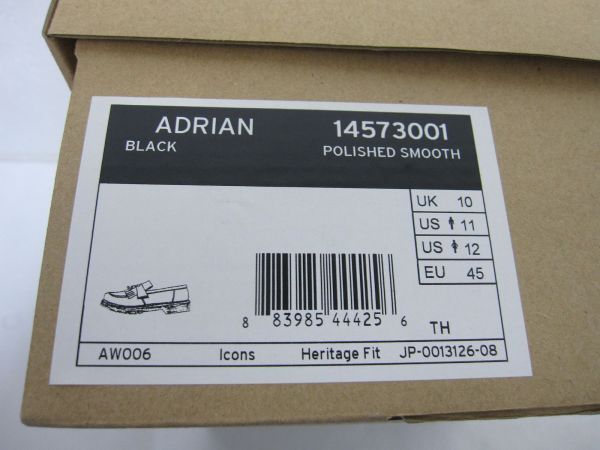 ADRIAN 14573001
BLACK POLISHED SMOOTH
UK 10
US 11
US 12
EU 45
8 83985 44425 6
TH
AW006 Icons Heritage Fit JP-0013126-08